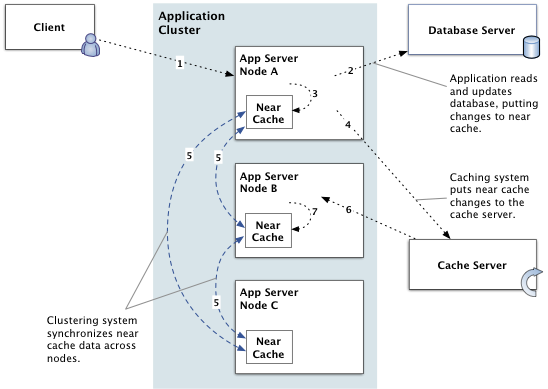 Client
Application
Cluster
Database Server
1
App Server
Node A
2
3
Near
Cache
4
Application reads
and updates
database, putting
changes to near
cache.
5
5
Caching system
puts near cache
changes to the
cache server.
App Server
Node B
6
7
Near
Cache
Cache Server
5
App Server
Node C
Near
Cache
Clustering system
synchronizes near
cache data across
nodes.